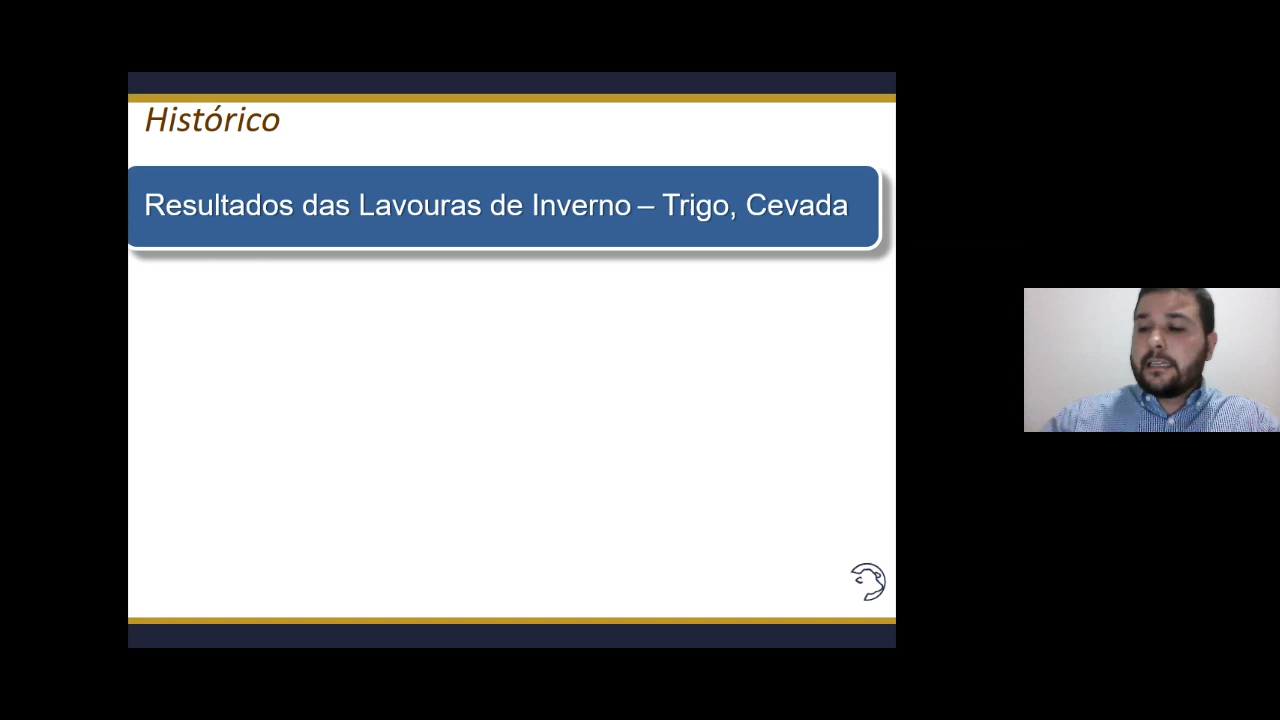 Histórico
Resultados das Lavouras de Inverno – Trigo, Cevada